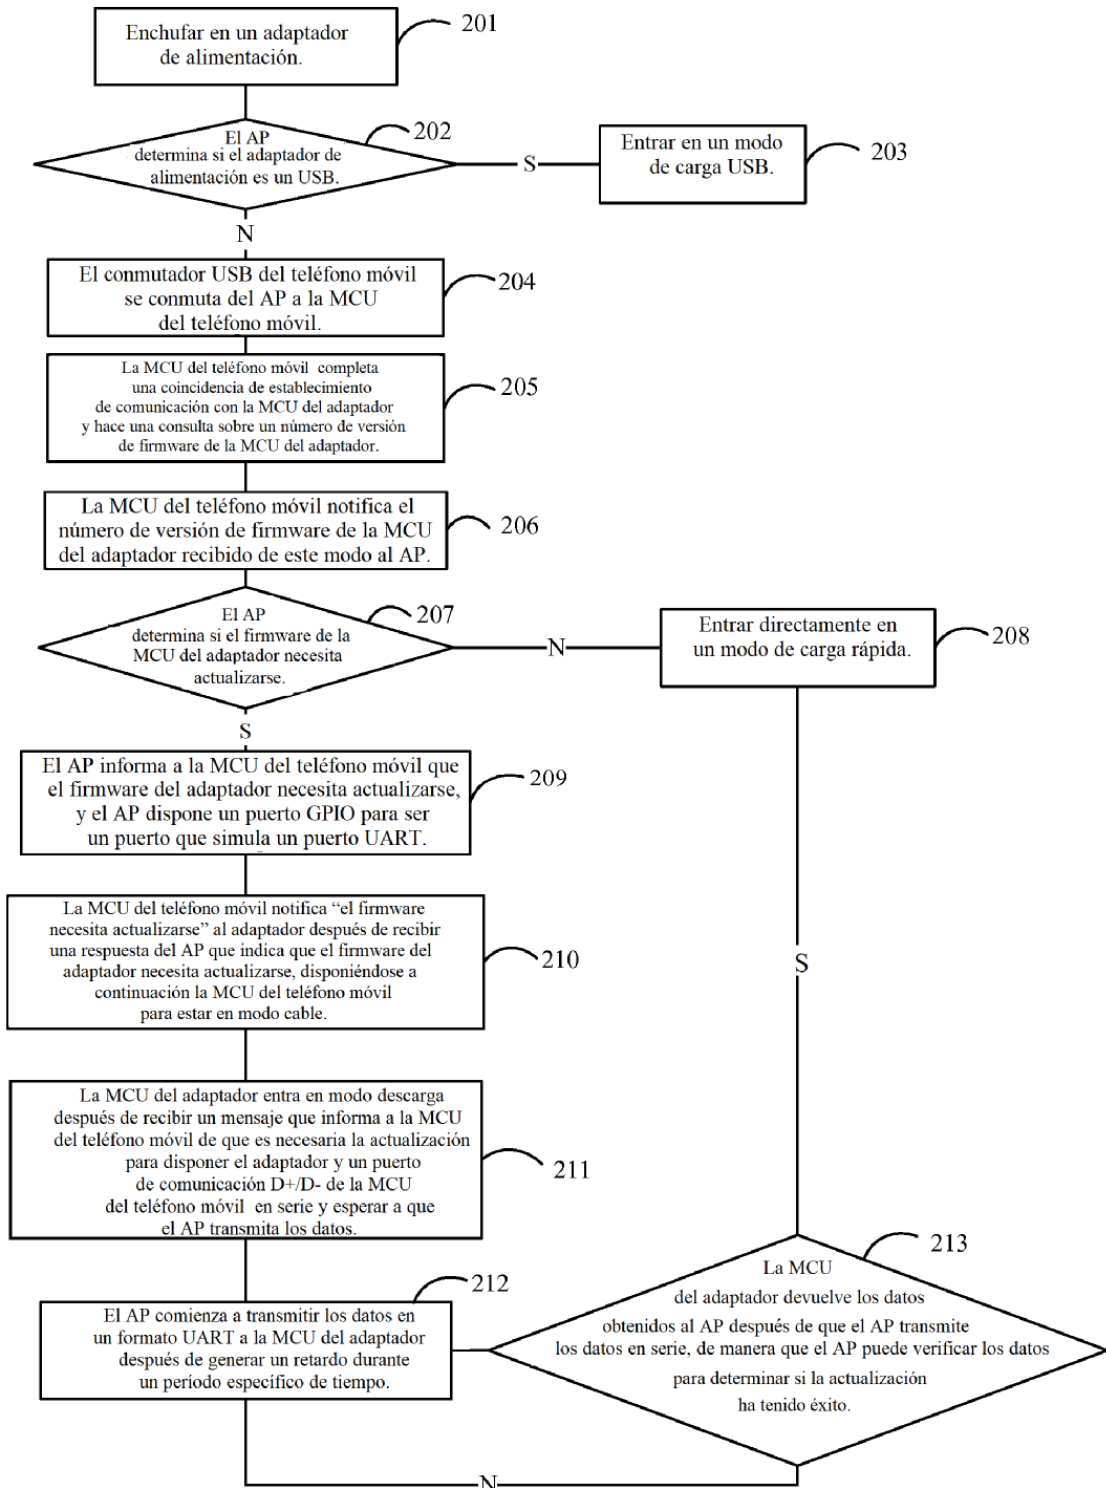 Enchufar en un adaptador
de alimentación.
201
El AP
determina si el adaptador de
alimentación es un USB.
202
S
Entrar en un modo
de carga USB.
203
N
El conmutador USB del teléfono móvil
se conmuta del AP a la MCU
del teléfono móvil.
204
La MCU del teléfono móvil completa
una coincidencia de establecimiento
de comunicación con la MCU del adaptador
y hace una consulta sobre un número de versión
de firmware de la MCU del adaptador.
205
La MCU del teléfono móvil notifica el
número de versión de firmware de la MCU
del adaptador recibido de este modo al AP.
206
El AP
determina si el firmware de la
MCU del adaptador necesita
actualizarse.
207
N
Entrar directamente en
un modo de carga rápida.
208
S
El AP informa a la MCU del teléfono móvil que
el firmware del adaptador necesita actualizarse,
y el AP dispone un puerto GPIO para ser
un puerto que simula un puerto UART.
209
La MCU del teléfono móvil notifica “el firmware
necesita actualizarse” al adaptador después de recibir
una respuesta del AP que indica que el firmware del
adaptador necesita actualizarse, disponiéndose a
continuación la MCU del teléfono móvil
para estar en modo cable.
210
S
La MCU del adaptador entra en modo descarga
después de recibir un mensaje que informa a la MCU
del teléfono móvil de que es necesaria la actualización
para disponer el adaptador y un puerto
de comunicación D+/D- de la MCU
del teléfono móvil en serie y esperar a que
el AP transmita los datos.
211
El AP comienza a transmitir los datos en
un formato UART a la MCU del adaptador
después de generar un retardo durante
un período específico de tiempo.
212
La MCU
del adaptador devuelve los datos
obtenidos al AP después de que el AP transmite
los datos en serie, de manera que el AP puede verificar los datos
para determinar si la actualización
ha tenido éxito.
213
N